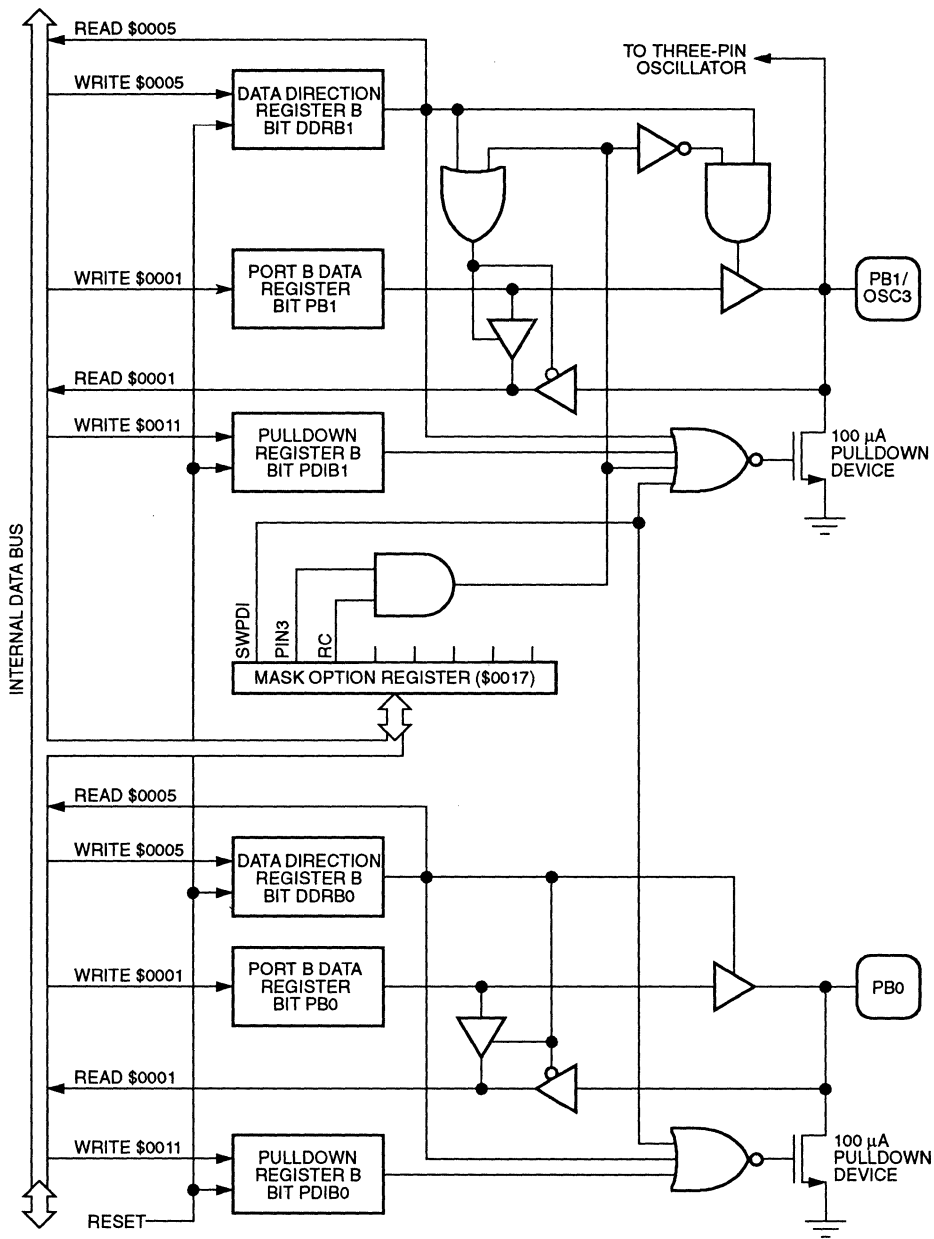 READ $0005
TO THREE-PIN
OSCILLATOR
WRITE $0005
DATA DIRECTION
REGISTER B
BIT DDRB1
WRITE $0001
PORT B DATA
REGISTER
BIT PB1
PB1/
OSC3
READ $0001
WRITE $0011
PULLDOWN
REGISTER B
BIT PDIB1
100 µA
PULLDOWN
DEVICE
INTERNAL DATA BUS
SWPDI
PIN3
RC
MASK OPTION REGISTER ($0017)
READ $0005
WRITE $0005
DATA DIRECTION
REGISTER B
BIT DDRB0
WRITE $0001
PORT B DATA
REGISTER
BIT PB0
PB0
READ $0001
WRITE $0011
PULLDOWN
REGISTER B
BIT PDIB0
100 µA
PULLDOWN
DEVICE
RESET